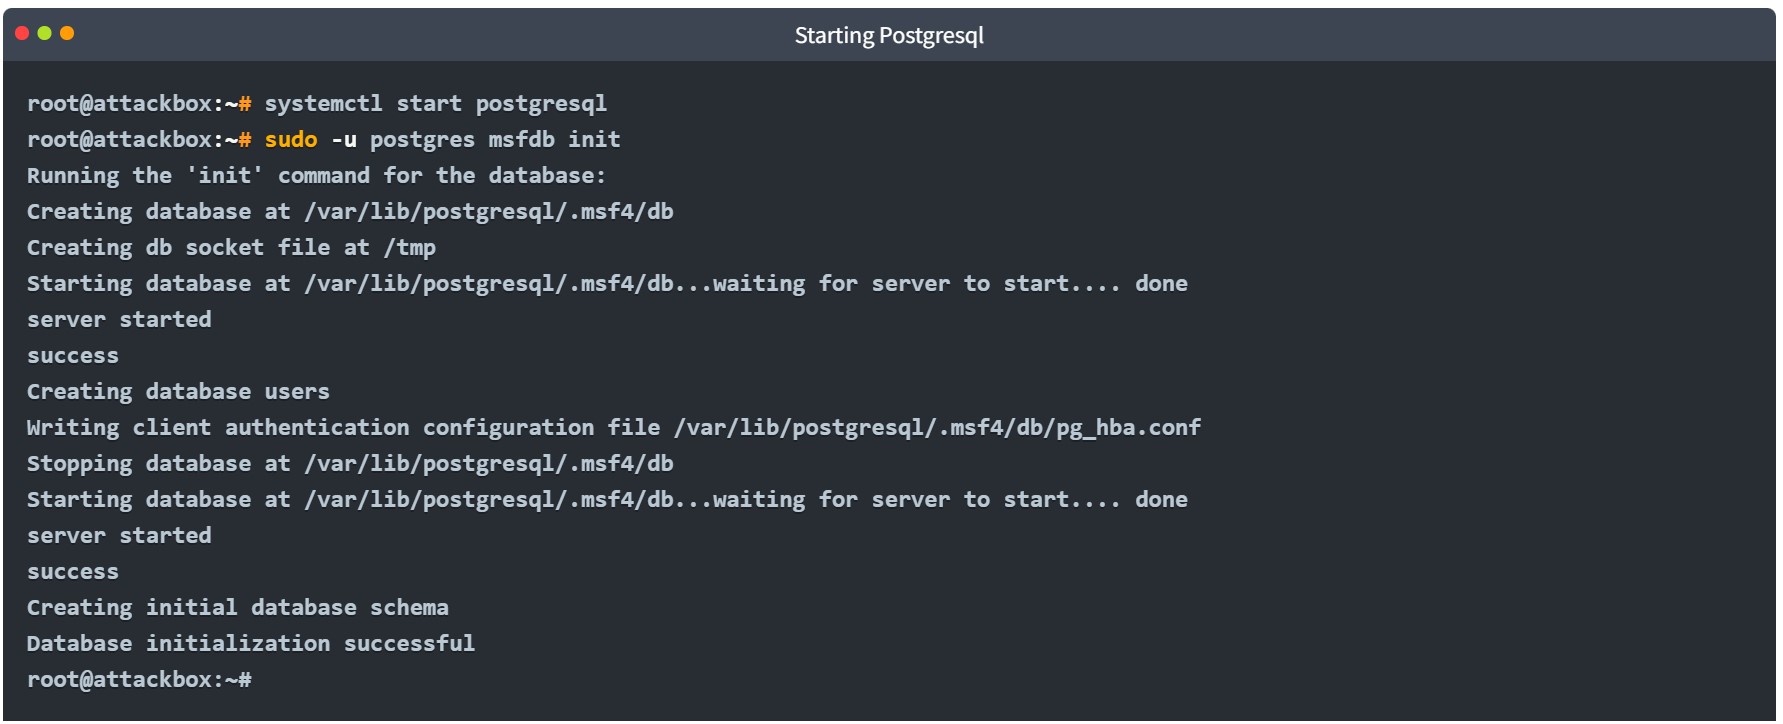 Starting Postgresql
root@attackbox:~# systemctl start postgresql
root@attackbox:~# sudo -u postgres msfdb init
Running the 'init' command for the database:
Creating database at /var/lib/postgresql/.msf4/db
Creating db socket file at /tmp
Starting database at /var/lib/postgresql/.msf4/db...waiting for server to start.... done
server started
success
Creating database users
Writing client authentication configuration file /var/lib/postgresql/.msf4/db/pg_hba.conf
Stopping database at /var/lib/postgresql/.msf4/db
Starting database at /var/lib/postgresql/.msf4/db...waiting for server to start.... done
server started
success
Creating initial database schema
Database initialization successful
root@attackbox:~#